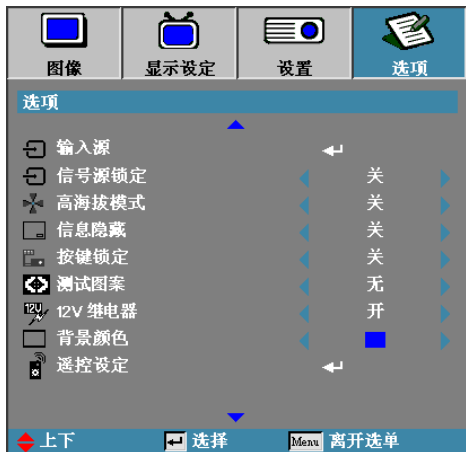 图像 显示设定 设置 选项
选项
输入源
信号源锁定 关
高海拔模式 关
信息隐藏 关
按键锁定 关
测试图案 无
12V 12V 继电器 开
背景颜色
遥控设定
上下 选择 Menu 离开选单